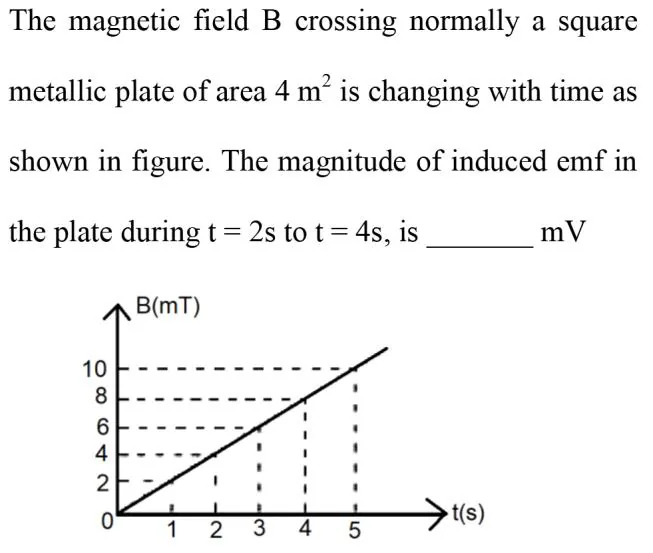 The magnetic field B crossing normally a square
metallic plate of area 4 m² is changing with time as
shown in figure. The magnitude of induced emf in
the plate during t = 2s to t = 4s, is _______ mV
B(mT)
10
8
6
4
2
0
1 2 3 4 5
t(s)